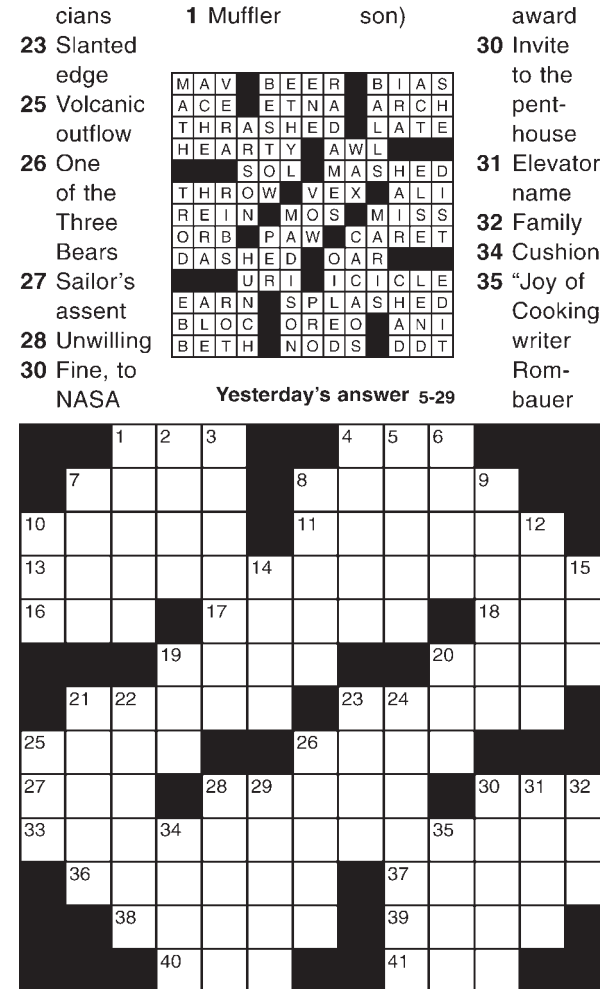 cians
23 Slanted
edge
25 Volcanic
outflow
26 One
of the
Three
Bears
27 Sailor's
assent
28 Unwilling
30 Fine, to
NASA
1 Muffler son)
M A V B E E R B I A S
A C E E T N A A R C H
T H R A S H E D L A T E
H E A R T Y A W L
S O L M A S H E D
T H R O W V E X A L I
R E I N M O S M I S S
O R B P A W C A R E T
D A S H E D O A R
U R I I C I C L E
E A R N S P L A S H E D
B L O C O R E O A N I
B E T H N O D S D D T
Yesterday's answer 5-29
award
30 Invite
to the
pent-
house
31 Elevator
name
32 Family
34 Cushion
35 “Joy of
Cooking
writer
Rom-
bauer
1 2 3 4 5 6
7 8 9
10 11 12
13 14 15
16 17 18
19 20
21 22 23 24
25 26
27 28 29 30 31 32
33 34 35
36 37
38 39
40 41